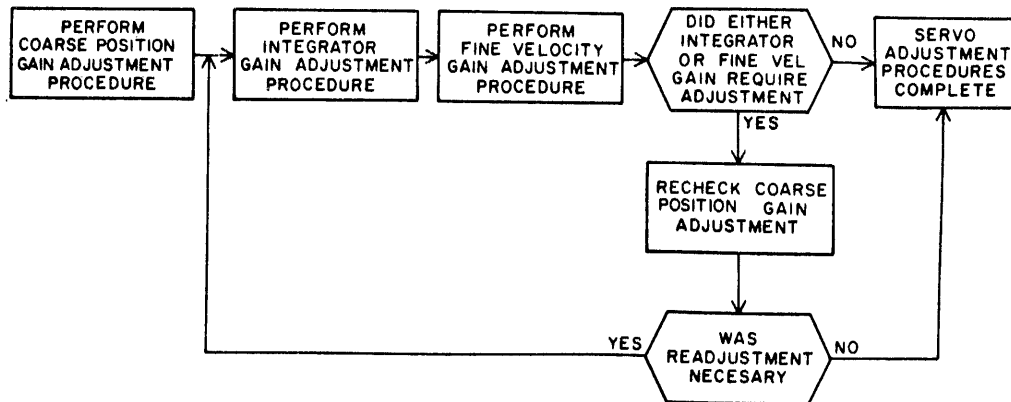 PERFORM
COARSE POSITION
GAIN ADJUSTMENT
PROCEDURE
PERFORM
INTEGRATOR
GAIN ADJUSTMENT
PROCEDURE
PERFORM
FINE VELOCITY
GAIN ADJUSTMENT
PROCEDURE
DID EITHER
INTEGRATOR
OR FINE VEL
GAIN REQUIRE
ADJUSTMENT
NO
SERVO
ADJUSTMENT
PROCEDURES
COMPLETE
YES
RECHECK COARSE
POSITION GAIN
ADJUSTMENT
YES
WAS
READJUSTMENT
NECESARY
NO